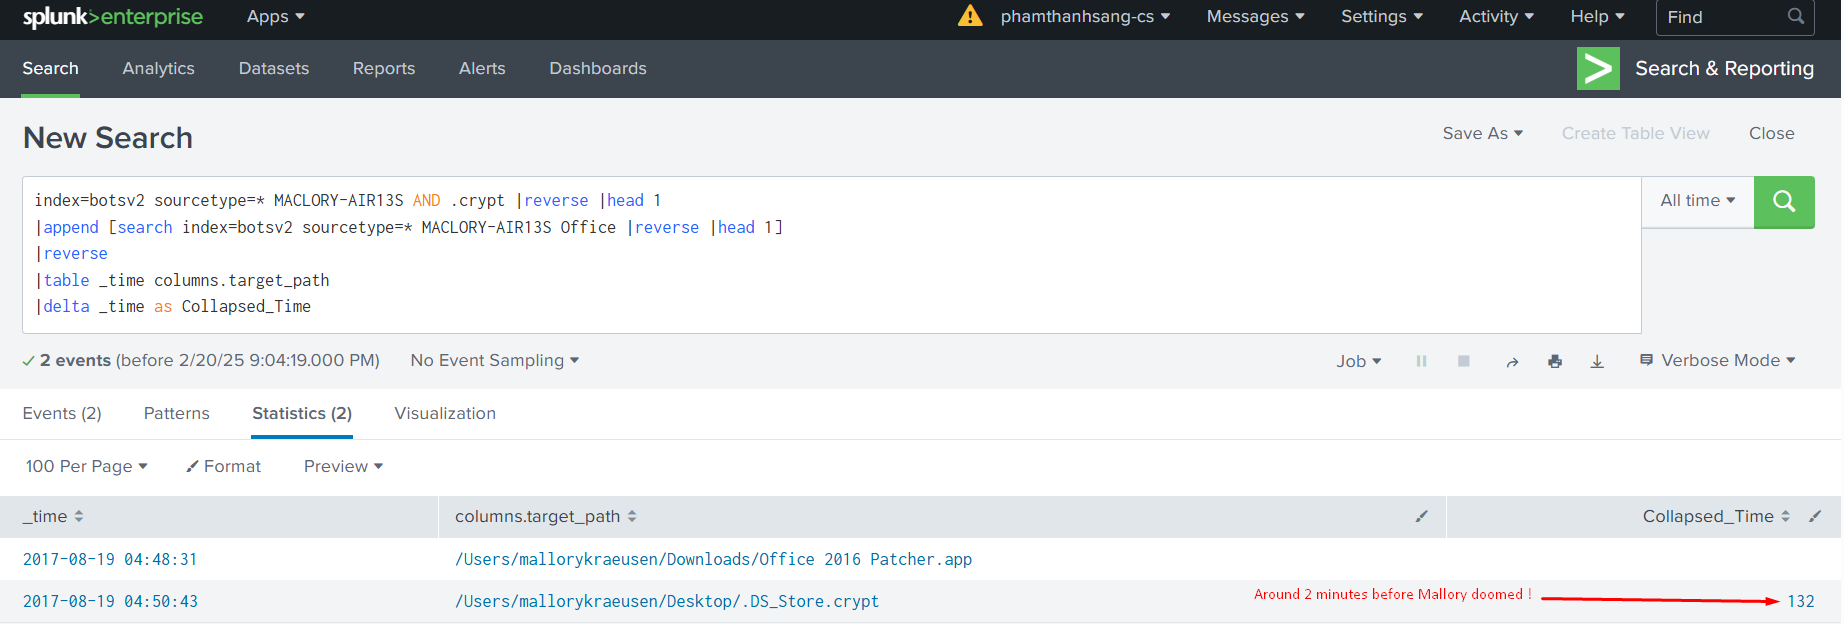 splunk>enterprise Apps phamthanhsang-cs Messages Settings Activity Help Find
Search Analytics Datasets Reports Alerts Dashboards > Search & Reporting
New Search Save As Create Table View Close
index=botsv2 sourcetype=* MACLORY-AIR13S AND .crypt |reverse |head 1 All time
|append [search index=botsv2 sourcetype=* MACLORY-AIR13S Office |reverse |head 1]
|reverse
|table _time columns.target_path
|delta _time as Collapsed_Time
✓ 2 events (before 2/20/25 9:04:19.000 PM) No Event Sampling Job Verbose Mode
Events (2) Patterns Statistics (2) Visualization
100 Per Page Format Preview
_time columns.target_path Collapsed_Time
2017-08-19 04:48:31 /Users/mallorykraeusen/Downloads/Office 2016 Patcher.app
2017-08-19 04:50:43 /Users/mallorykraeusen/Desktop/.DS_Store.crypt Around 2 minutes before Mallory doomed ! 132